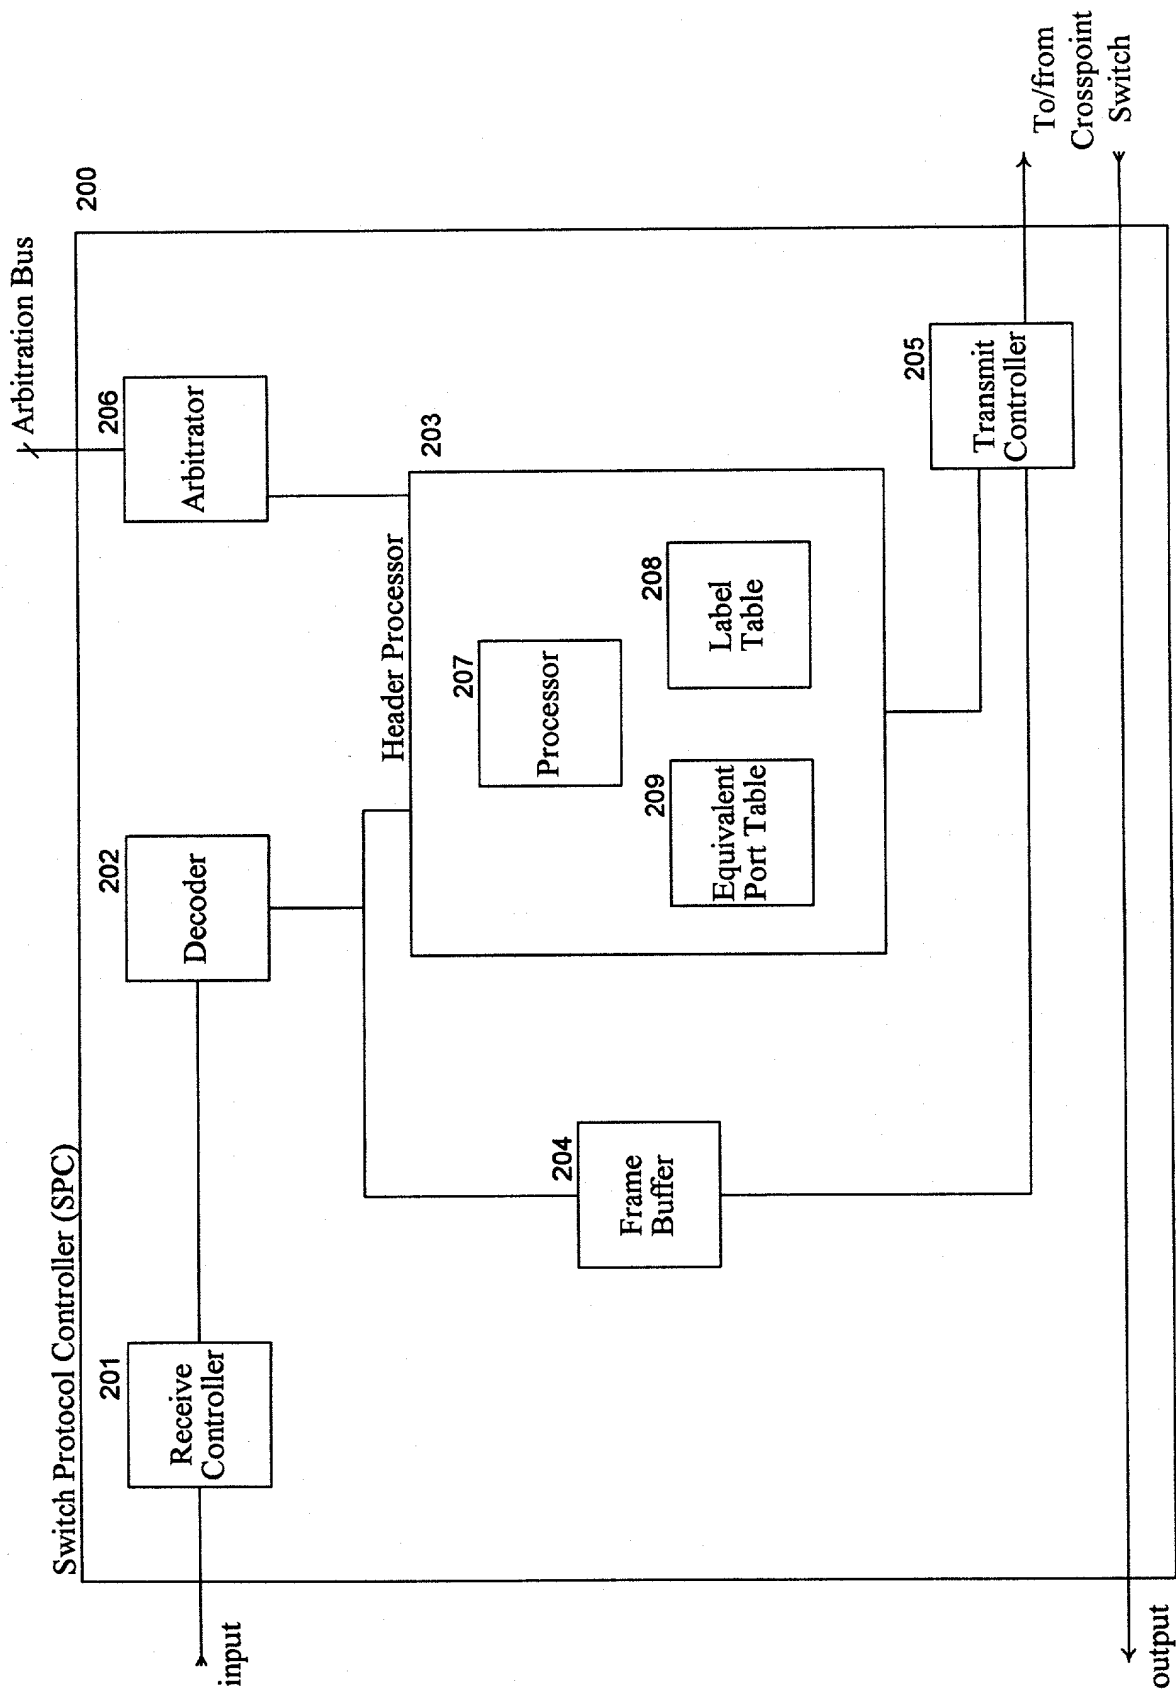 Switch Protocol Controller (SPC)
200
Arbitration Bus
input
201
Receive
Controller
202
Decoder
206
Arbitrator
Header Processor
203
207
Processor
209
Equivalent
Port Table
208
Label
Table
204
Frame
Buffer
205
Transmit
Controller
To/from
Crosspoint
Switch
output